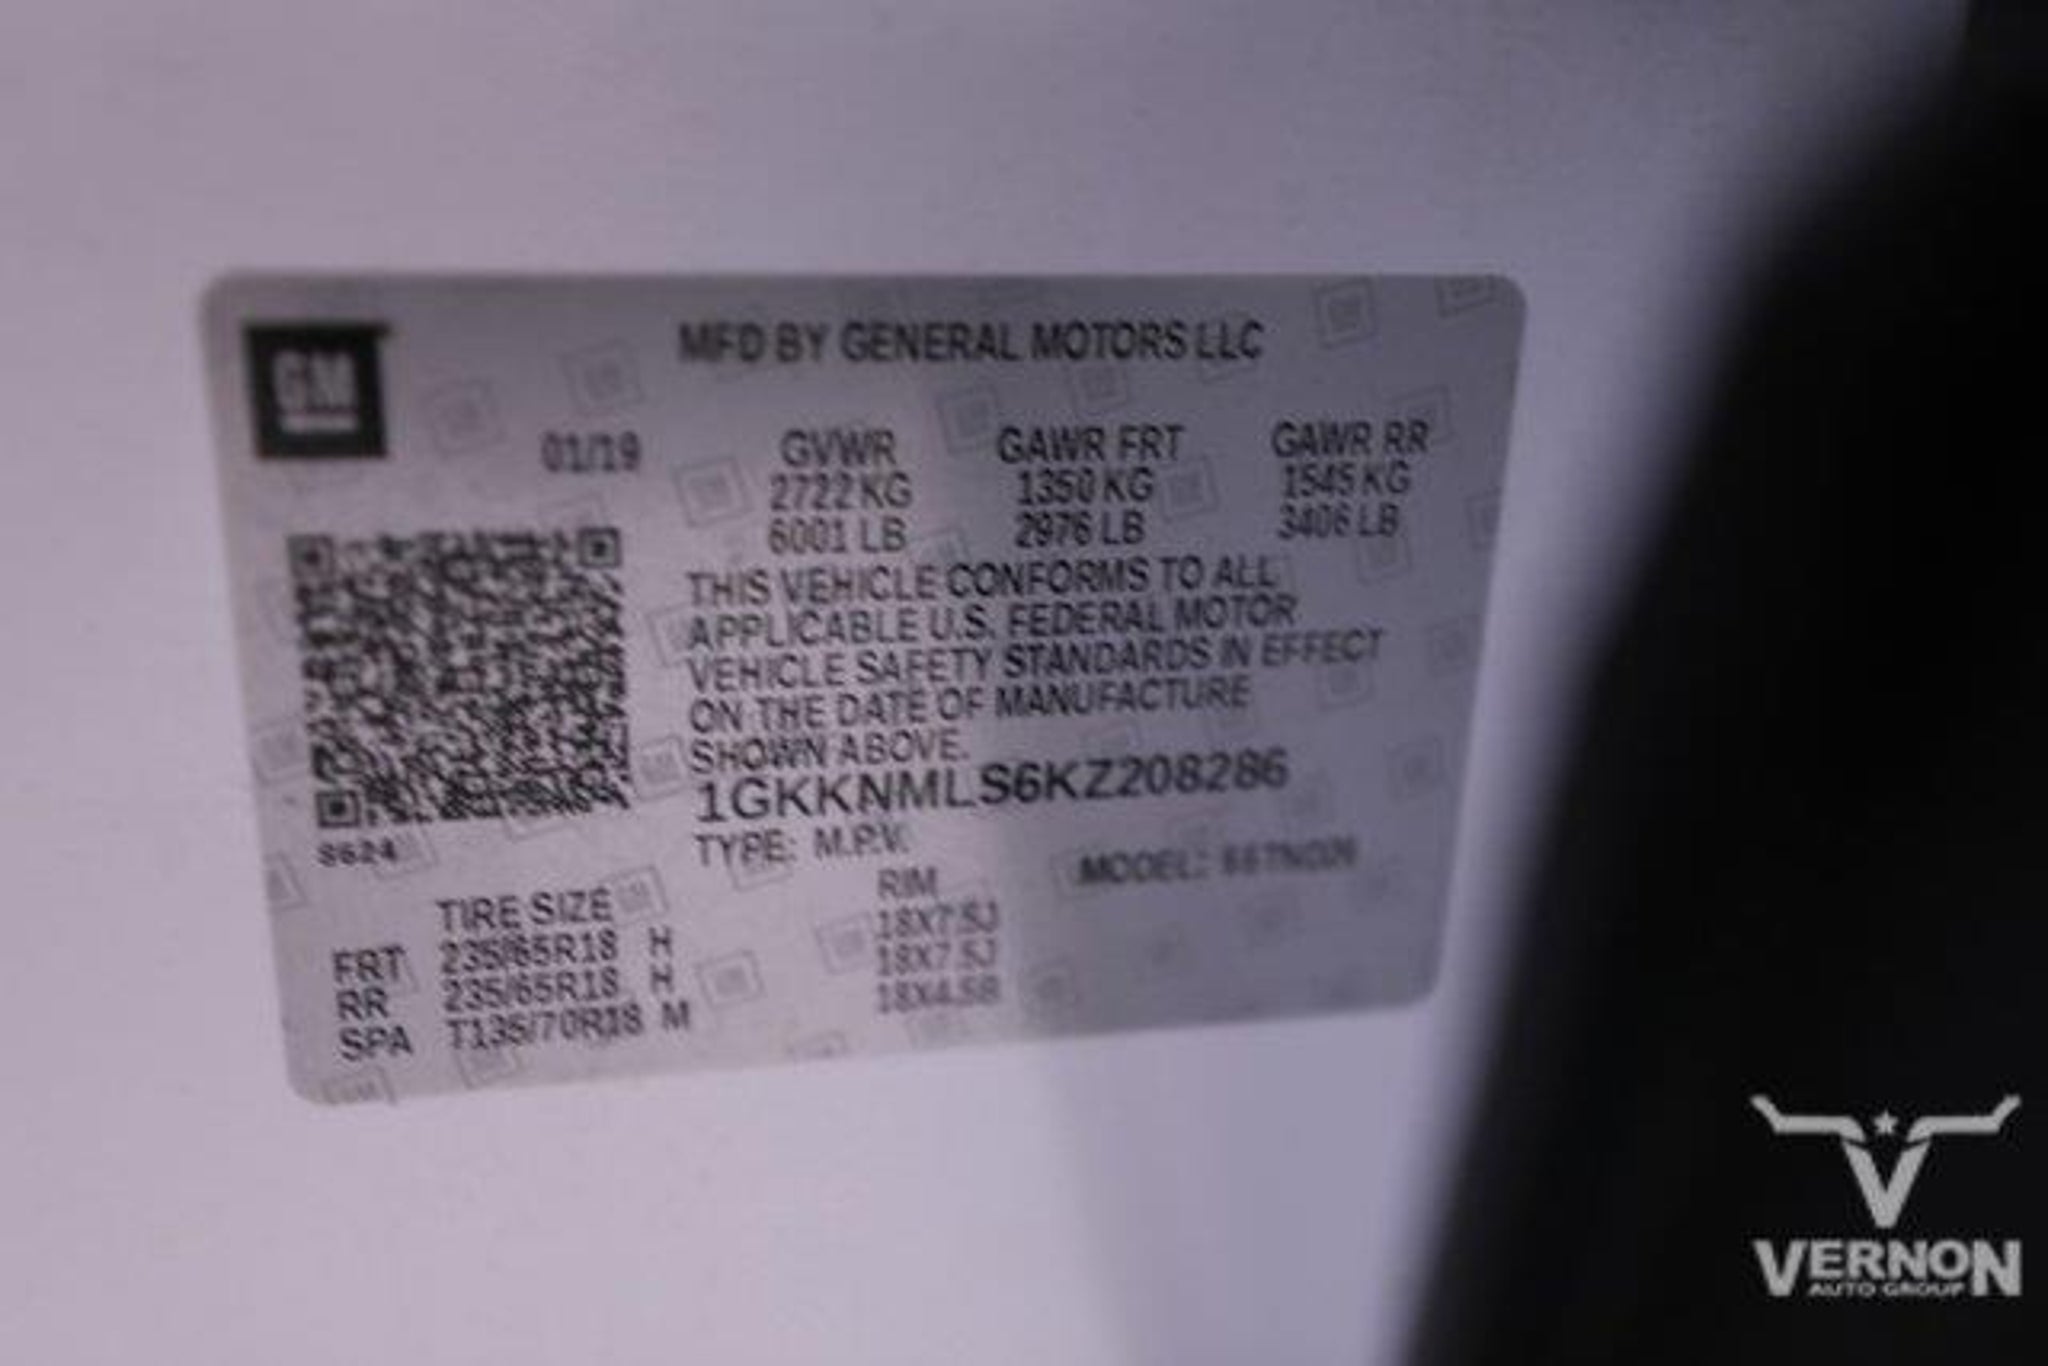 GM
MFD BY GENERAL MOTORS LLC
01/19 GVWR GAWR FRT GAWR RR
2722 KG 1350 KG 1545 KG
6001 LB 2976 LB 3406 LB
THIS VEHICLE CONFORMS TO ALL
APPLICABLE U.S. FEDERAL MOTOR
VEHICLE SAFETY STANDARDS IN EFFECT
ON THE DATE OF MANUFACTURE
SHOWN ABOVE.
1GKKNMLS6KZ208286
S624
TYPE: M.P.V. MODEL:
TIRE SIZE RIM
FRT 235/65R18 H 18X7.5J
RR 235/65R18 H 18X7.5J
SPA T135/70R18 M 18X4.5B
VERNON
AUTO GROUP